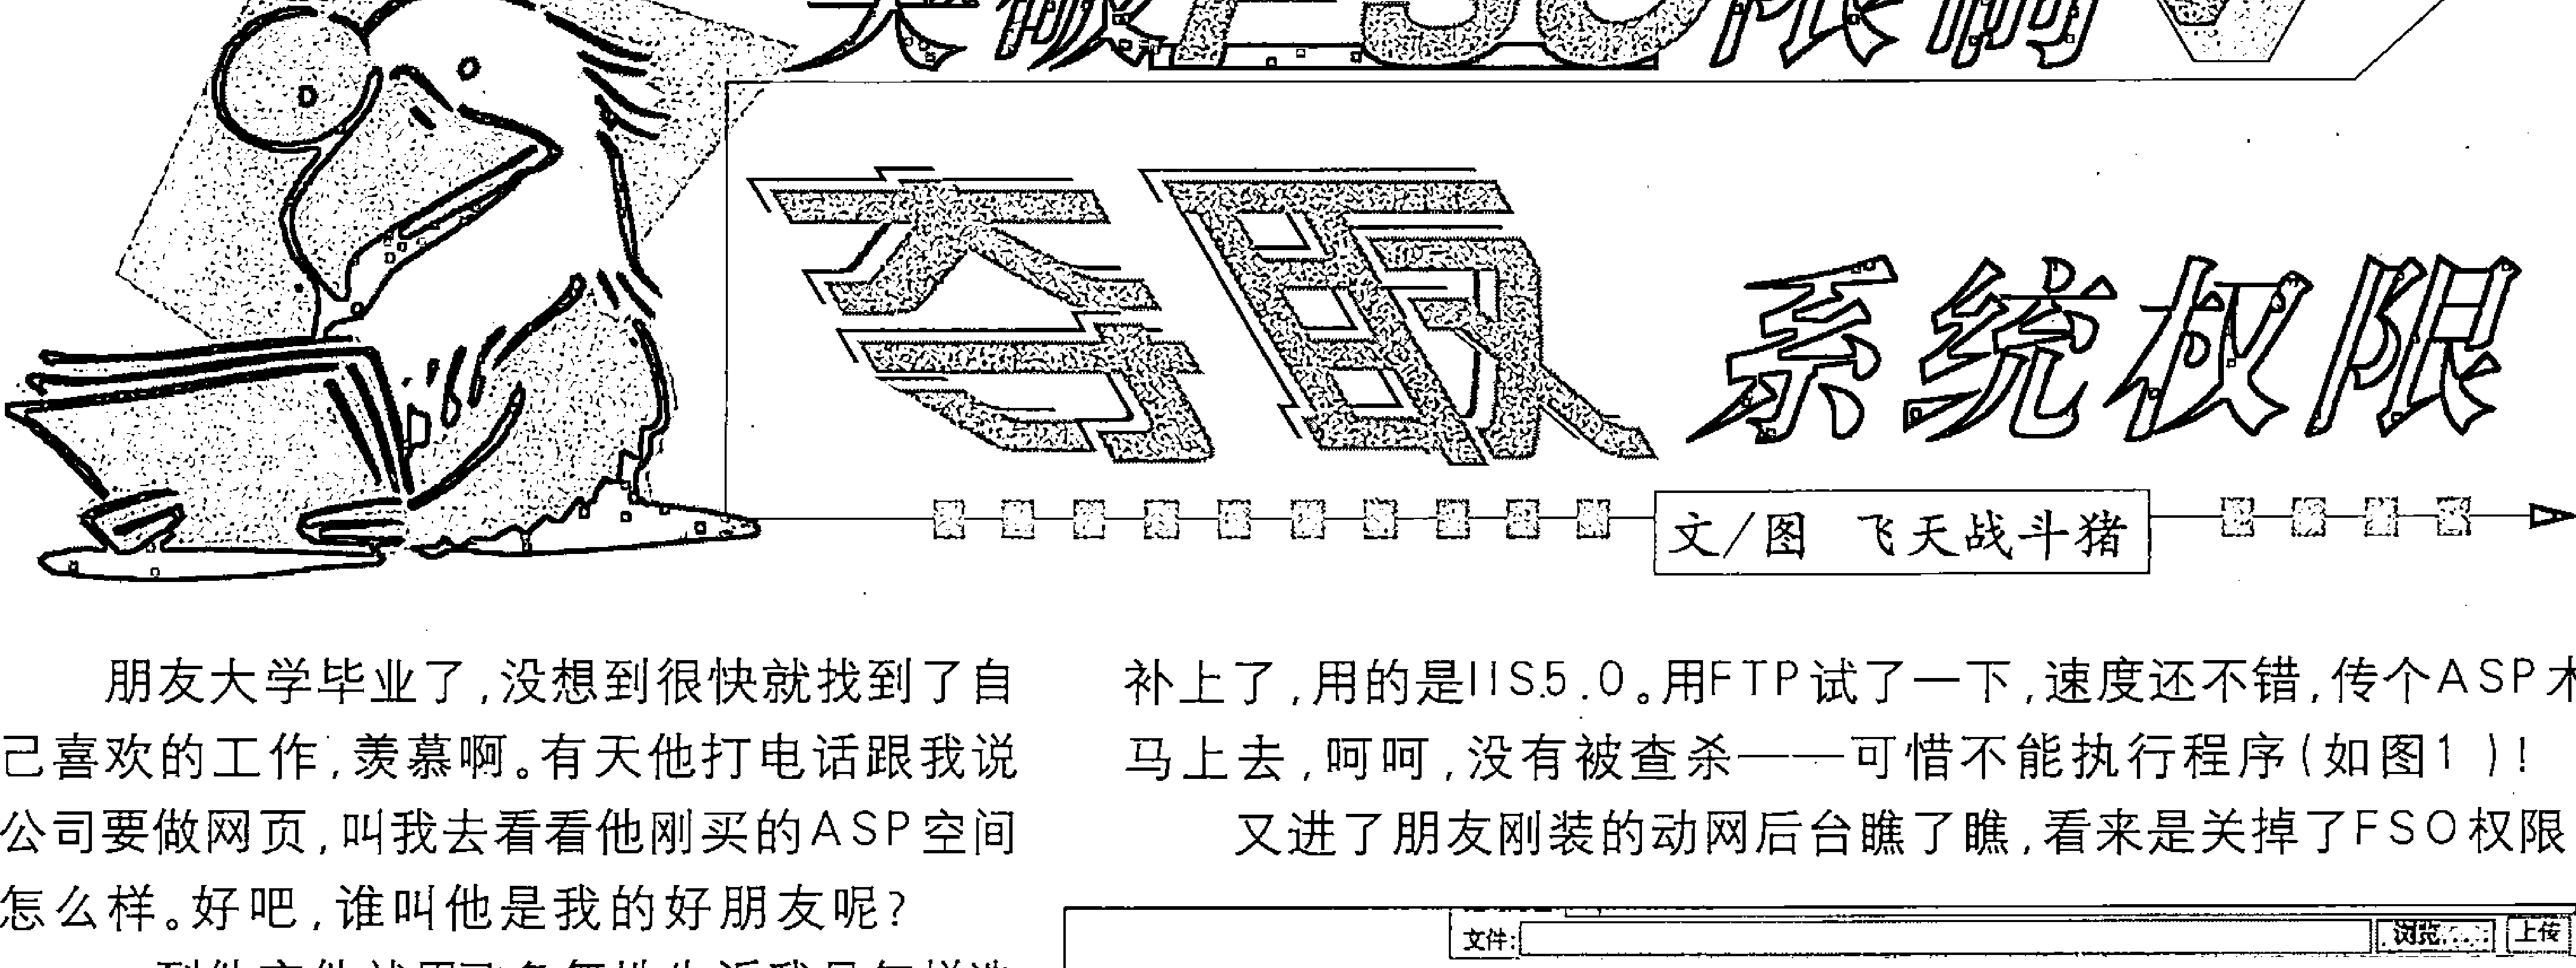 突破FSO限制
夺取系统权限
文/图 飞天战斗猪
朋友大学毕业了,没想到很快就找到了自
己喜欢的工作,羡慕啊。有天他打电话跟我说
公司要做网页,叫我去看看他刚买的ASP空间
怎么样。好吧,谁叫他是我的好朋友呢?
补上了,用的是IIS5.0。用FTP试了一下,速度还不错,传个ASP木
马上去,呵呵,没有被查杀——可惜不能执行程序(如图1)!
又进了朋友刚装的动网后台瞧了瞧,看来是关掉了FSO权限
文件: 浏览... 上传